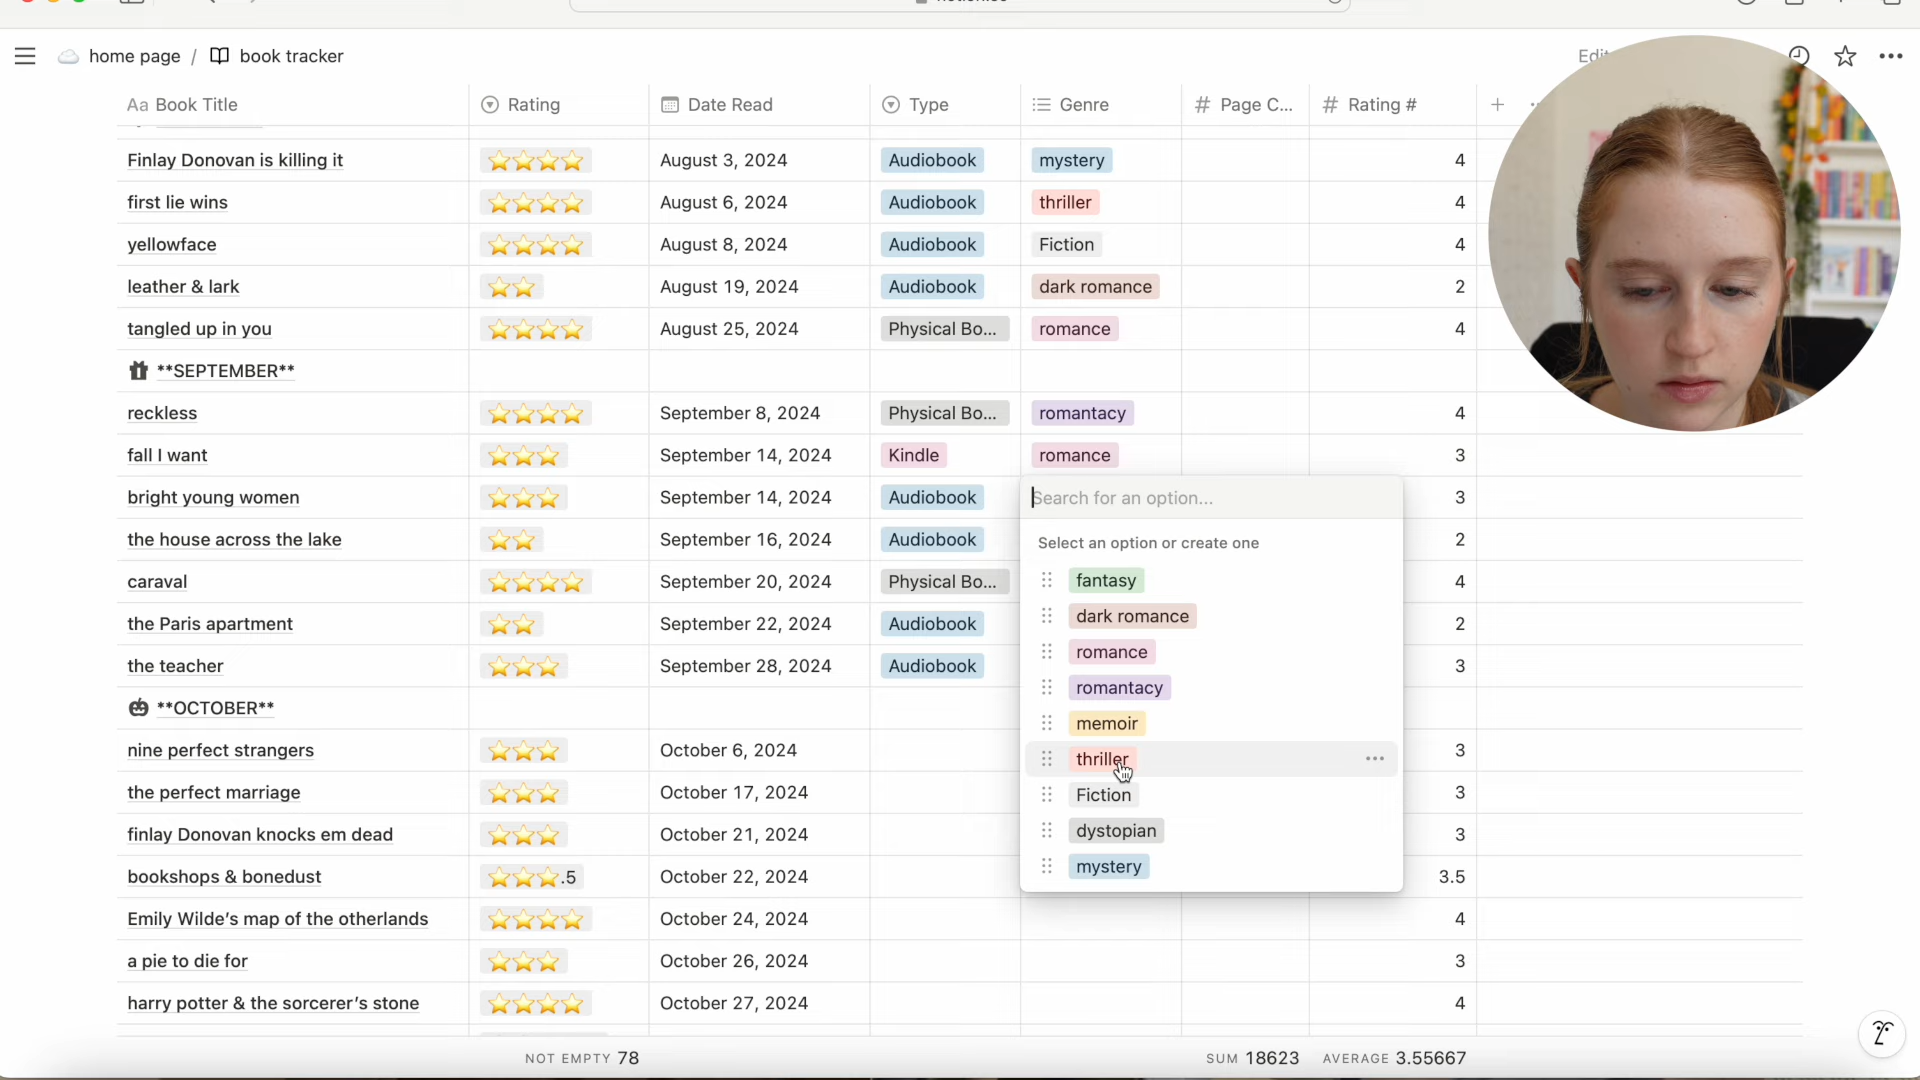 home page / book tracker
Aa Book Title Rating Date Read Type Genre # Page C... # Rating #
Finlay Donovan is killing it ⭐⭐⭐⭐ August 3, 2024 Audiobook mystery 4
first lie wins ⭐⭐⭐⭐ August 6, 2024 Audiobook thriller 4
yellowface ⭐⭐⭐⭐ August 8, 2024 Audiobook Fiction 4
leather & lark ⭐⭐ August 19, 2024 Audiobook dark romance 2
tangled up in you ⭐⭐⭐⭐ August 25, 2024 Physical Bo... romance 4
**SEPTEMBER**
reckless ⭐⭐⭐⭐ September 8, 2024 Physical Bo... romantacy 4
fall I want ⭐⭐⭐ September 14, 2024 Kindle romance 3
bright young women ⭐⭐⭐ September 14, 2024 Audiobook 3
the house across the lake ⭐⭐ September 16, 2024 Audiobook 2
caraval ⭐⭐⭐⭐ September 20, 2024 Physical Bo... 4
the Paris apartment ⭐⭐ September 22, 2024 Audiobook 2
the teacher ⭐⭐⭐ September 28, 2024 Audiobook 3
**OCTOBER**
nine perfect strangers ⭐⭐⭐ October 6, 2024 3
the perfect marriage ⭐⭐⭐ October 17, 2024 3
finlay Donovan knocks em dead ⭐⭐⭐ October 21, 2024 3
bookshops & bonedust ⭐⭐⭐.5 October 22, 2024 3.5
Emily Wilde's map of the otherlands ⭐⭐⭐⭐ October 24, 2024 4
a pie to die for ⭐⭐⭐ October 26, 2024 3
harry potter & the sorcerer's stone ⭐⭐⭐⭐ October 27, 2024 4
Search for an option...
Select an option or create one
fantasy
dark romance
romance
romantacy
memoir
thriller
Fiction
dystopian
mystery
NOT EMPTY 78 SUM 18623 AVERAGE 3.55667